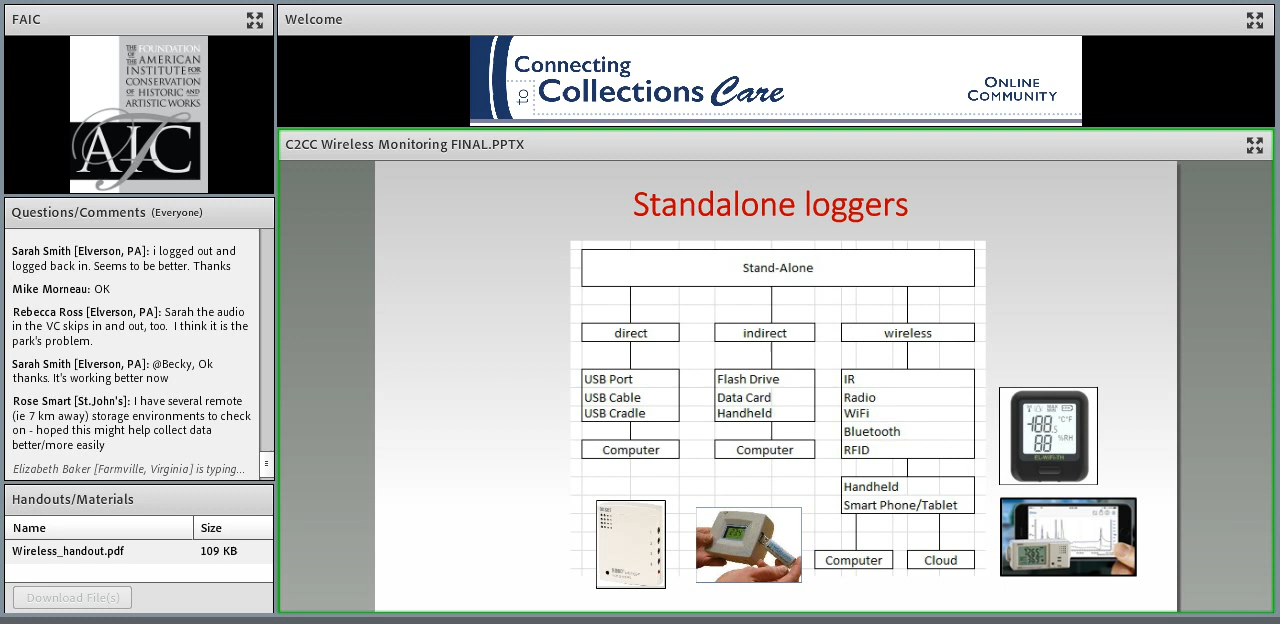 FAIC
THE FOUNDATION
OF THE AMERICAN
INSTITUTE FOR
CONSERVATION
OF HISTORIC AND
ARTISTIC WORKS
AIC
Questions/Comments (Everyone)
Sarah Smith [Elverson, PA]: i logged out and
logged back in. Seems to be better. Thanks
Mike Morneau: OK
Rebecca Ross [Elverson, PA]: Sarah the audio
in the VC skips in and out, too. I think it is the
park's problem.
Sarah Smith [Elverson, PA]: @Becky, Ok
thanks. It's working better now
Rose Smart [St.John's]: I have several remote
(ie 7 km away) storage environments to check
on - hoped this might help collect data
better/more easily
Elizabeth Baker [Farmville, Virginia] is typing...
Handouts/Materials
Name Size
Wireless_handout.pdf 109 KB
Download File(s)
Welcome
Connecting
to Collections Care
ONLINE
COMMUNITY
C2CC Wireless Monitoring FINAL.PPTX
Standalone loggers
Stand-Alone
direct indirect wireless
USB Port
USB Cable
USB Cradle
Flash Drive
Data Card
Handheld
IR
Radio
WiFi
Bluetooth
RFID
Computer Computer
Handheld
Smart Phone/Tablet
Computer Cloud
°C°F
%RH
EL-WiFi-TH